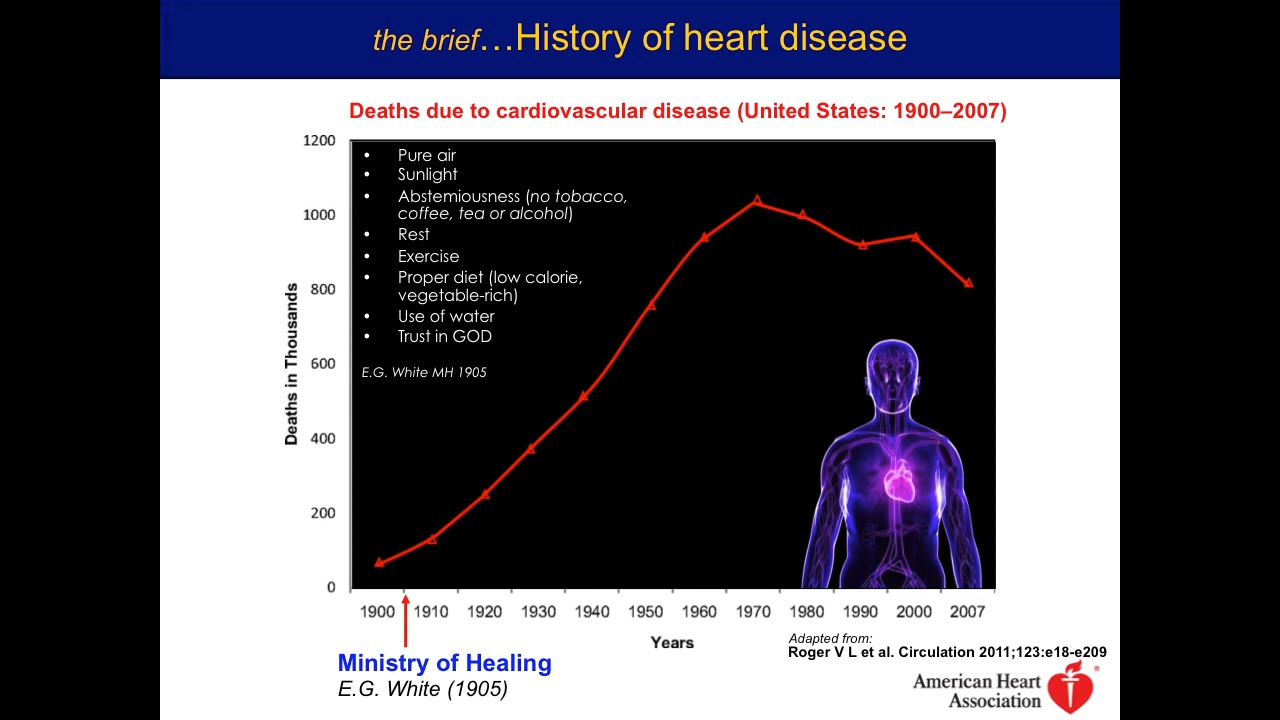 the brief…History of heart disease
Deaths due to cardiovascular disease (United States: 1900–2007)
1200
1000
800
600
400
200
0
Deaths in Thousands
• Pure air
• Sunlight
• Abstemiousness (no tobacco,
coffee, tea or alcohol)
• Rest
• Exercise
• Proper diet (low calorie,
vegetable-rich)
• Use of water
• Trust in GOD
E.G. White MH 1905
1900 1910 1920 1930 1940 1950 1960 1970 1980 1990 2000 2007
Years
Ministry of Healing
E.G. White (1905)
Adapted from:
Roger V L et al. Circulation 2011;123:e18-e209
American Heart
Association
®